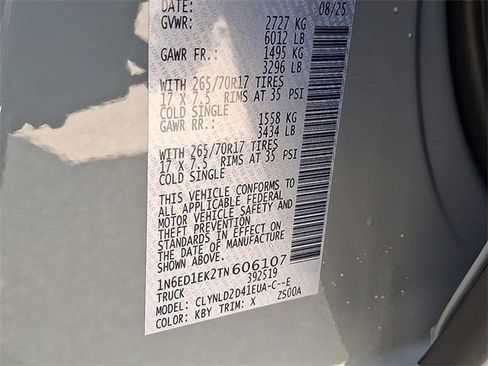 DATE: 08/25
GVWR: 2727 KG
6012 LB
GAWR FR.: 1495 KG
3296 LB
WITH 265/70R17 TIRES
17 X 7.5 RIMS AT 35 PSI
COLD SINGLE
GAWR RR.: 1558 KG
3434 LB
WITH 265/70R17 TIRES
17 X 7.5 RIMS AT 35 PSI
COLD SINGLE
THIS VEHICLE CONFORMS TO
ALL APPLICABLE FEDERAL
MOTOR VEHICLE SAFETY AND
THEFT PREVENTION
STANDARDS IN EFFECT ON
DATE OF MANUFACTURE
SHOWN ABOVE.
1N6ED1EK2TN606107
TRUCK 392519
MODEL: CLYNLD2D41EUA-C--E
COLOR: KBY TRIM: X ZS00A